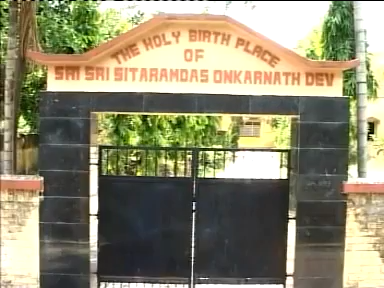 THE HOLY BIRTH PLACE
OF
SRI SRI SITARAMDAS ONKARNATH DEV